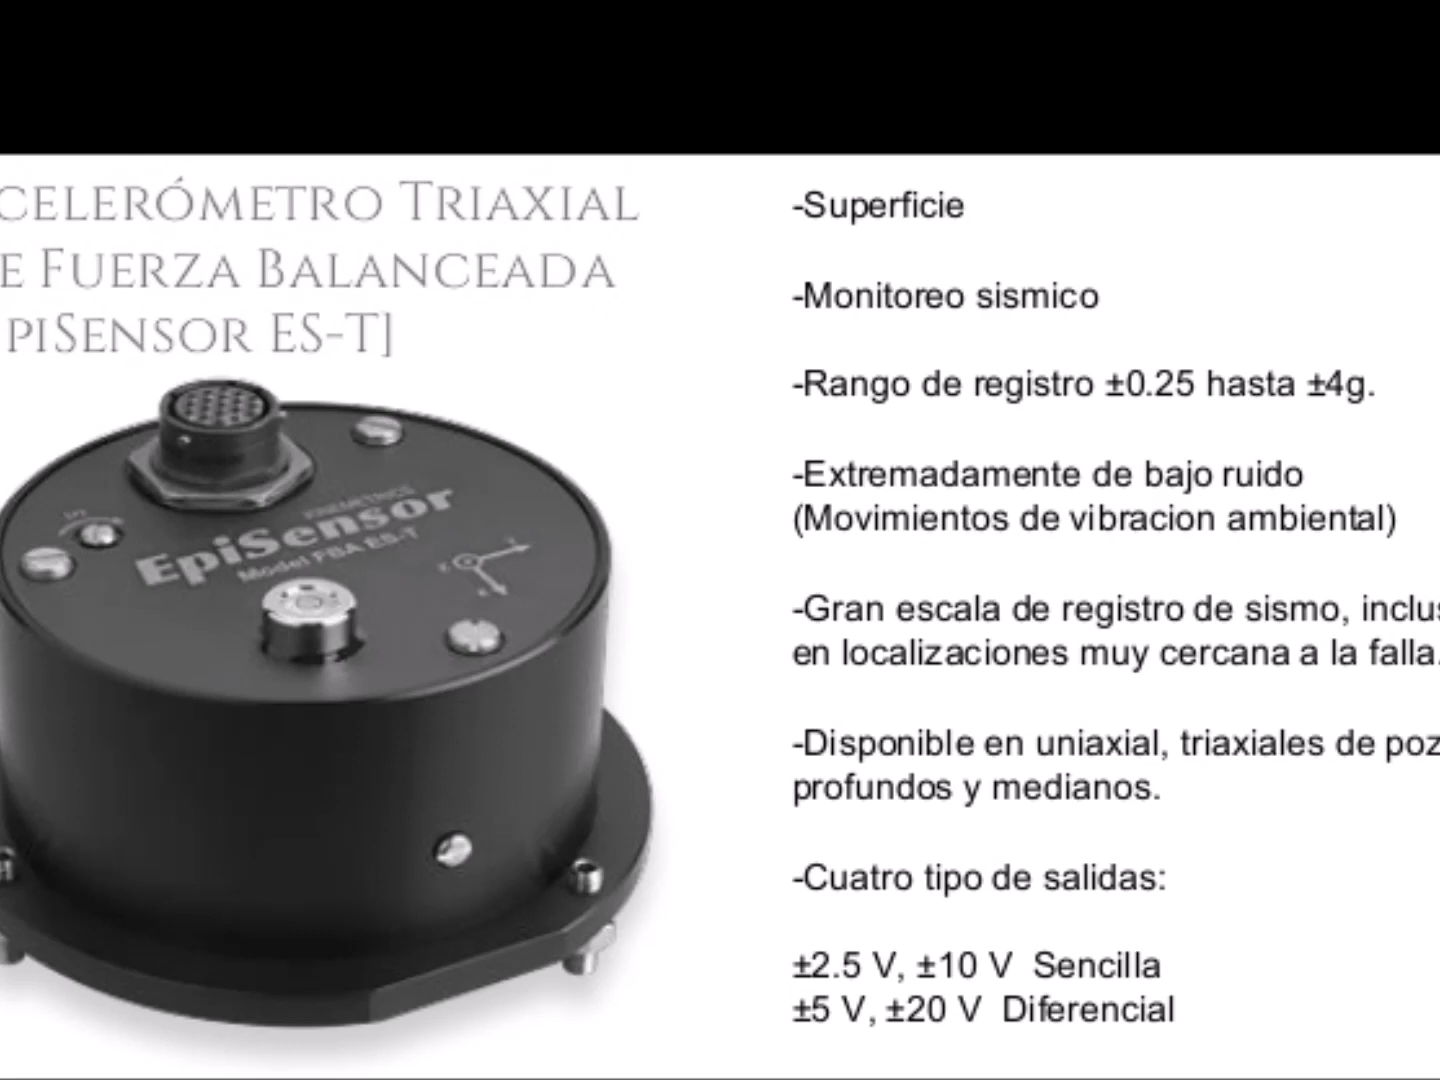 CELERÓMETRO TRIAXIAL
E FUERZA BALANCEADA
PISENSOR ES-T]
KINEMETRICS
EpiSensor
Model FBA ES-T
-Superficie
-Monitoreo sismico
-Rango de registro ±0.25 hasta ±4g.
-Extremadamente de bajo ruido
(Movimientos de vibracion ambiental)
-Gran escala de registro de sismo, inclus
en localizaciones muy cercana a la falla.
-Disponible en uniaxial, triaxiales de poz
profundos y medianos.
-Cuatro tipo de salidas:
±2.5 V, ±10 V Sencilla
±5 V, ±20 V Diferencial